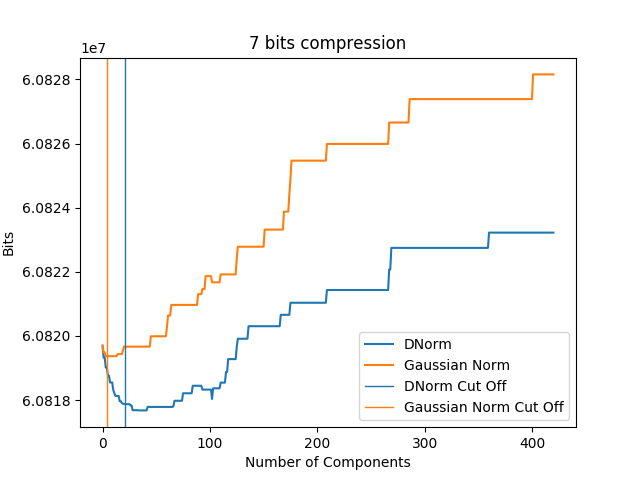 7 bits compression
1e7
6.0828
6.0826
6.0824
6.0822
6.0820
6.0818
Bits
0 100 200 300 400
Number of Components
DNorm
Gaussian Norm
DNorm Cut Off
Gaussian Norm Cut Off